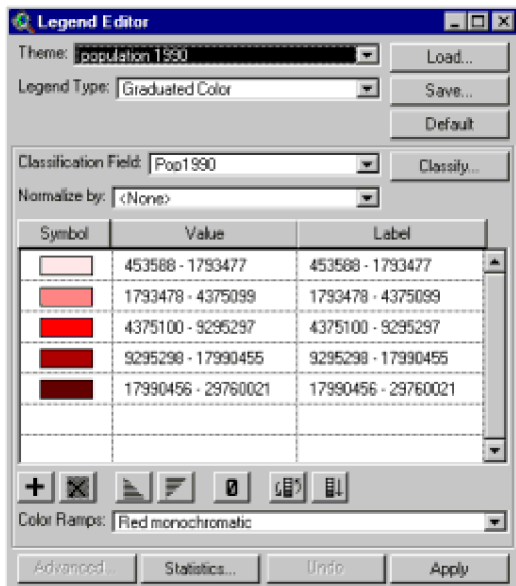 Legend Editor
Theme: population 1990
Load...
Legend Type: Graduated Color
Save...
Default
Classification Field: Pop1990
Classify...
Normalize by: <None>
Symbol Value Label
453588 - 1793477 453588 - 1793477
1793478 - 4375099 1793478 - 4375099
4375100 - 9295297 4375100 - 9295297
9295298 - 17990455 9295298 - 17990455
17990456 - 29760021 17990456 - 29760021
0
Color Ramps: Red monochromatic
Advanced... Statistics... Undo Apply